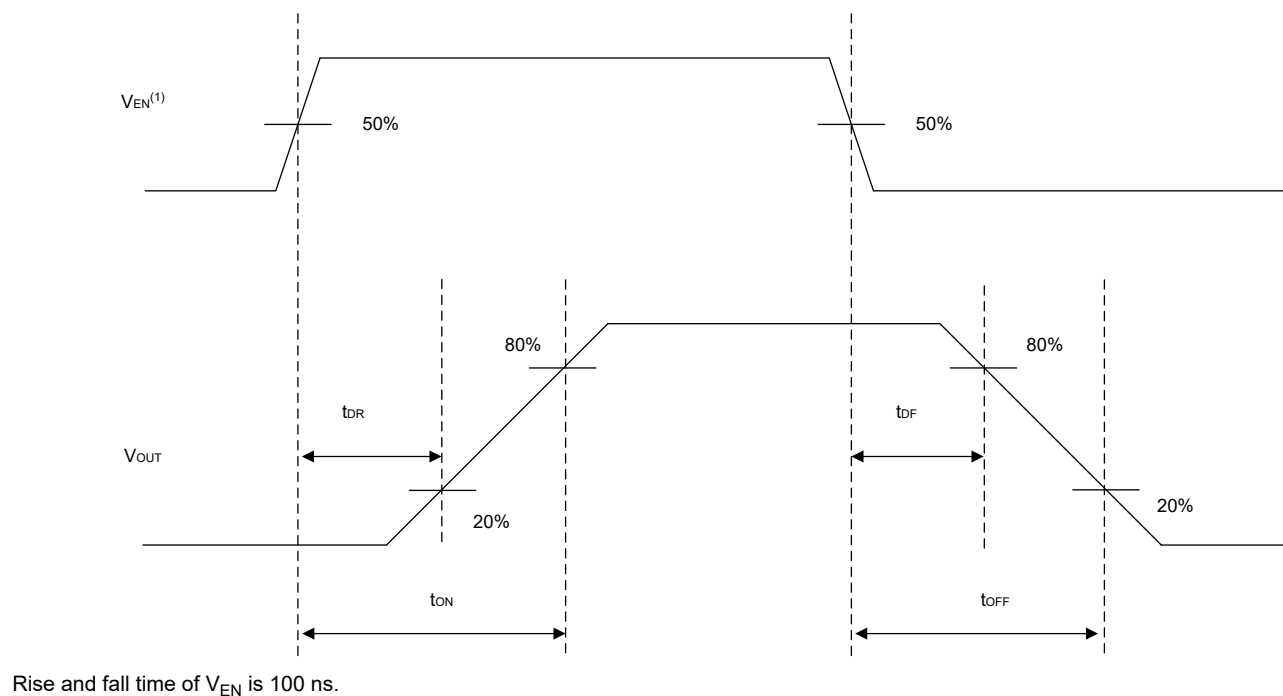 VEN(1)
50%
50%
80%
80%
tDR
tDF
VOUT
20%
20%
tON
tOFF
Rise and fall time of VEN is 100 ns.